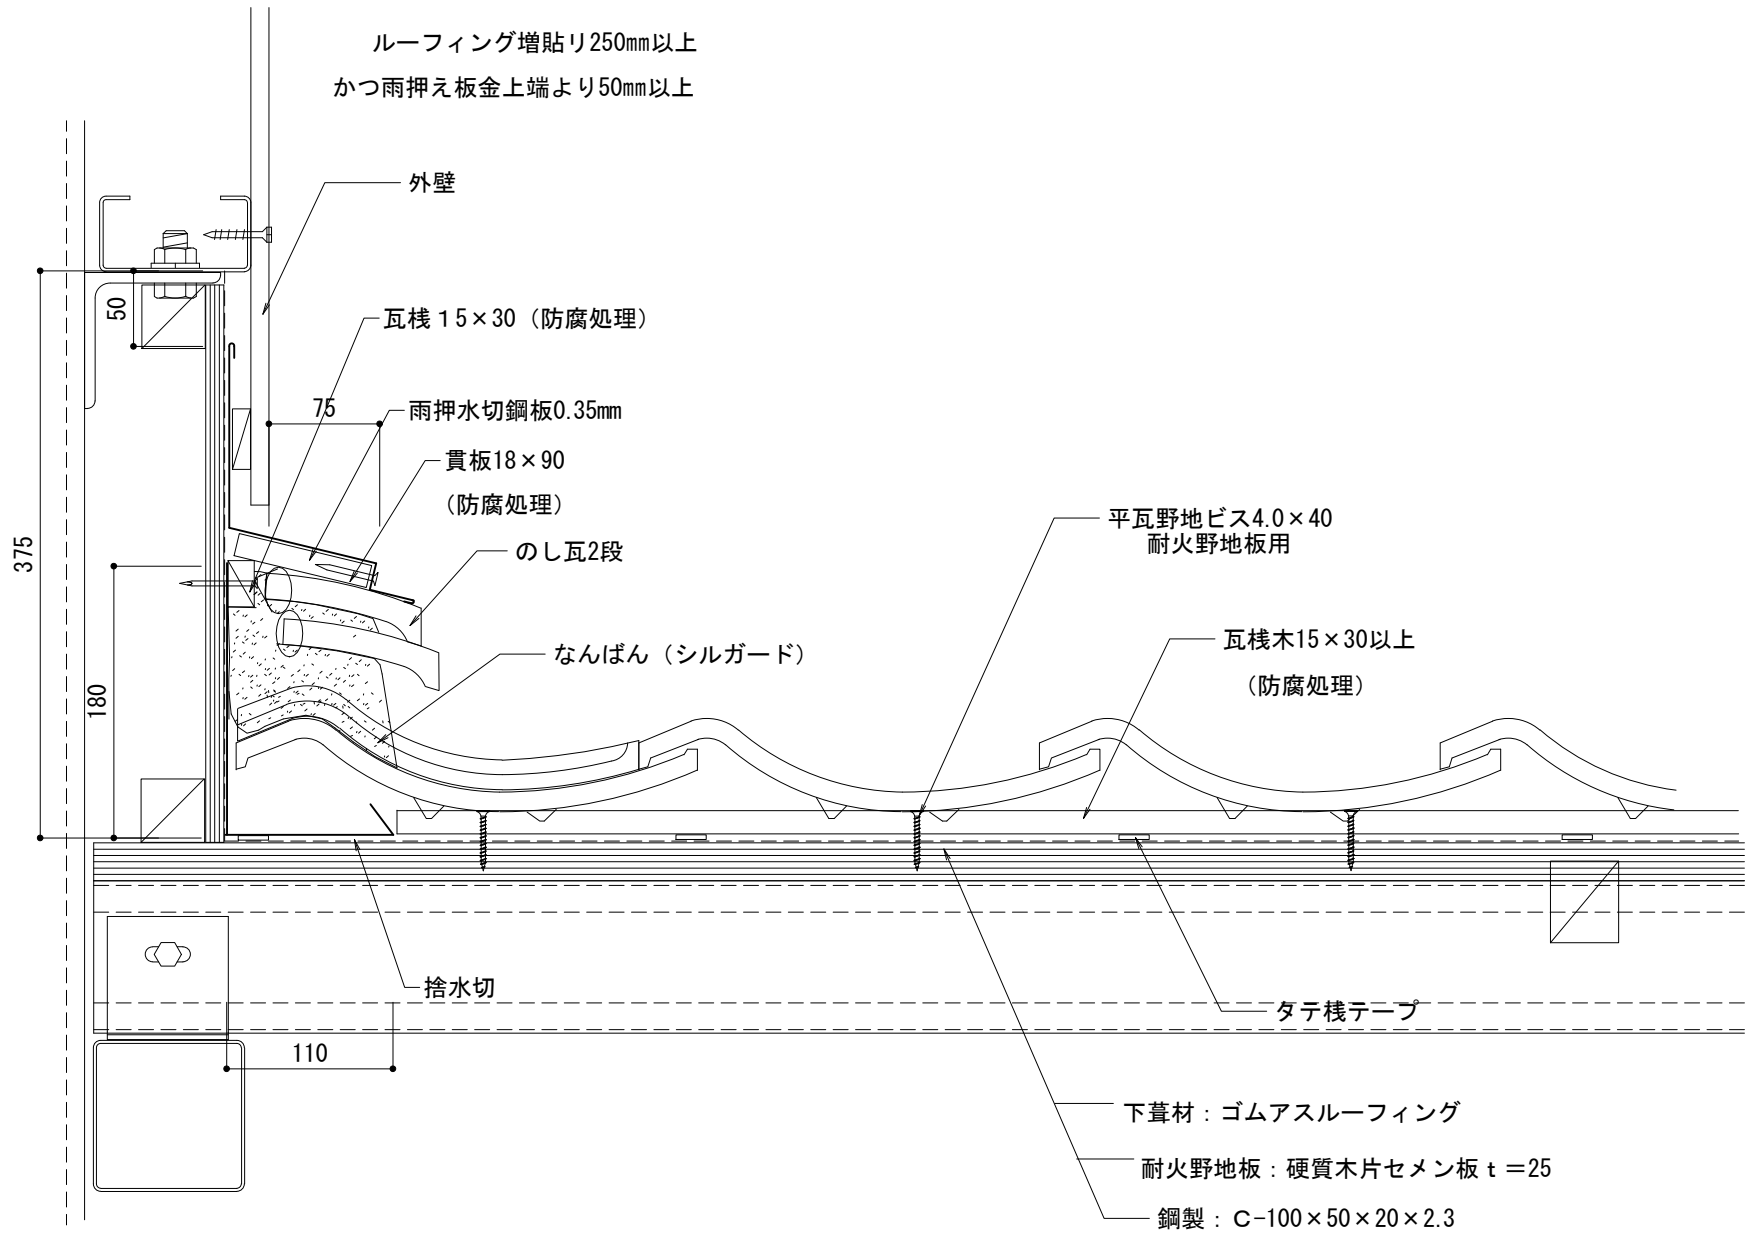 ルーフィング増貼リ250mm以上
かつ雨押え板金上端より50mm以上
外壁
50
瓦桟15×30（防腐処理）
75
雨押水切鋼板0.35mm
貫板18×90
（防腐処理）
平瓦野地ビス4.0×40
耐火野地板用
のし瓦2段
375
瓦桟木15×30以上
（防腐処理）
なんばん（シルガード）
180
捨水切
タテ桟テープ
110
下葺材：ゴムアスルーフィング
耐火野地板：硬質木片セメン板ｔ＝25
鋼製：Ｃ-100×50×20×2.3